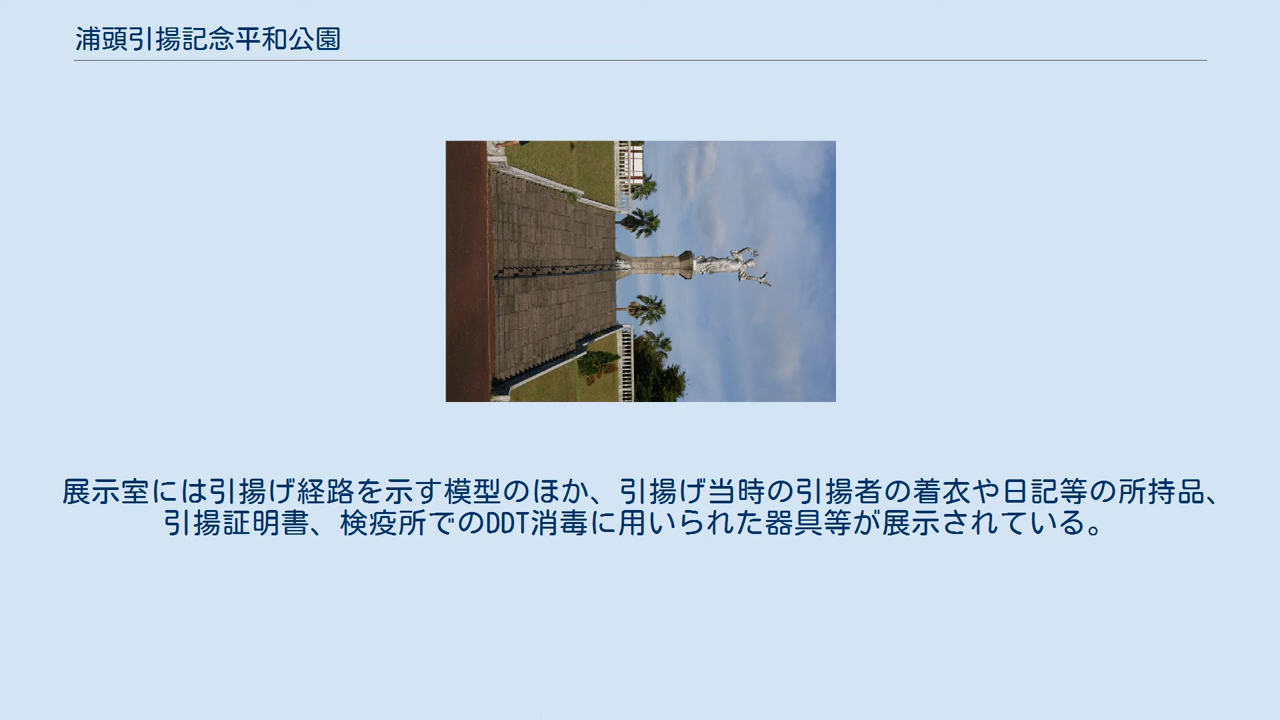 浦頭引揚記念平和公園
展示室には引揚げ経路を示す模型のほか、引揚げ当時の引揚者の着衣や日記等の所持品、
引揚証明書、検疫所でのDDT消毒に用いられた器具等が展示されている。